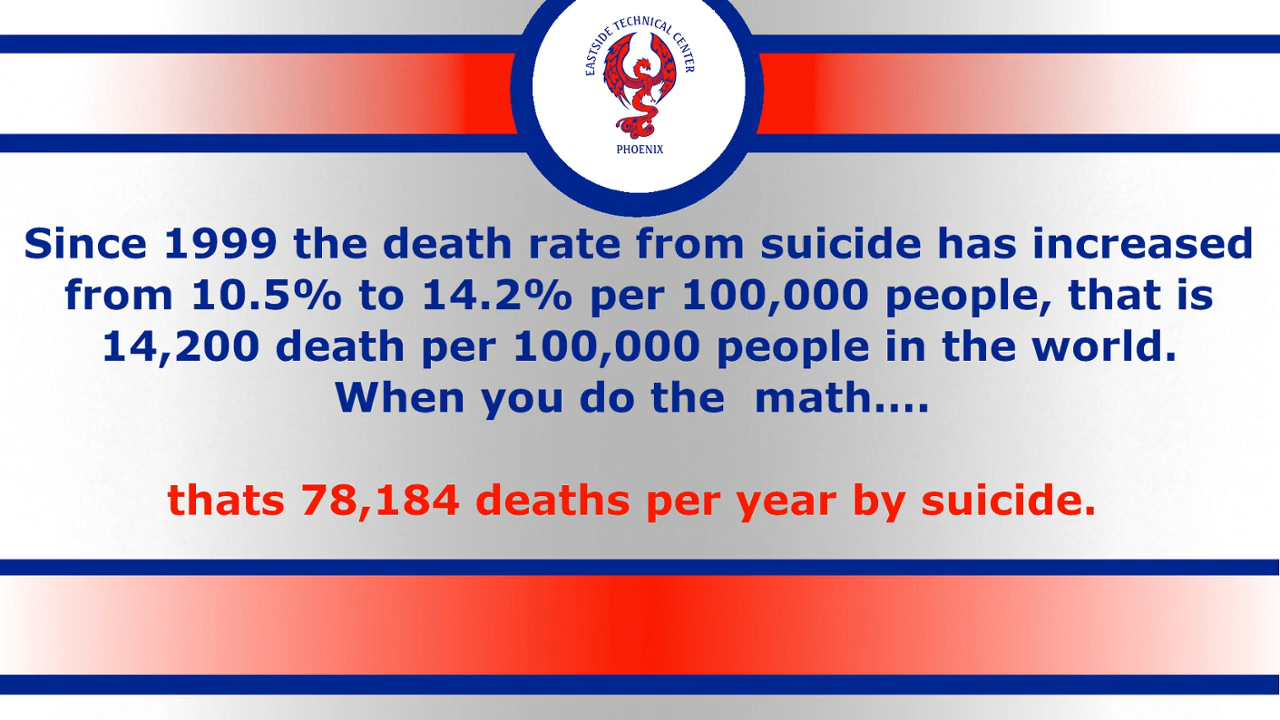 EASTSIDE TECHNICAL CENTER
PHOENIX
Since 1999 the death rate from suicide has increased
from 10.5% to 14.2% per 100,000 people, that is
14,200 death per 100,000 people in the world.
When you do the  math....
thats 78,184 deaths per year by suicide.